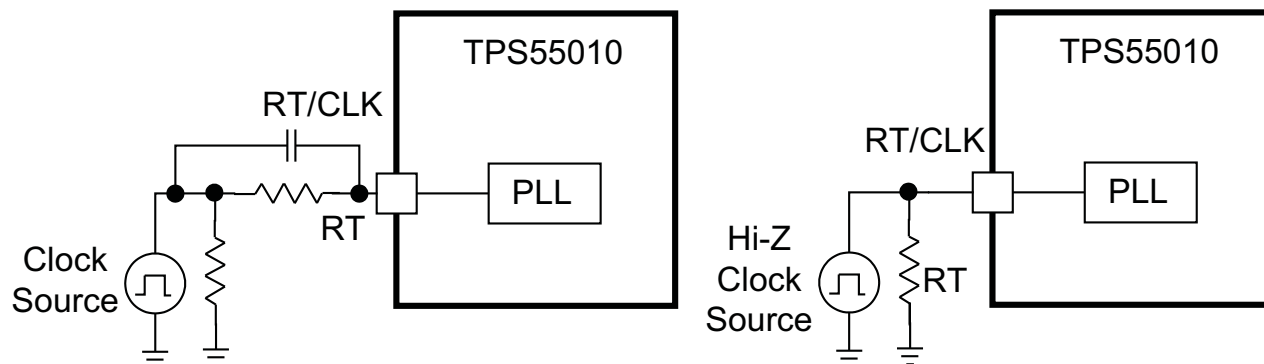 TPS55010
RT/CLK
PLL
RT
Clock
Source
TPS55010
RT/CLK
PLL
Hi-Z
Clock
Source
RT